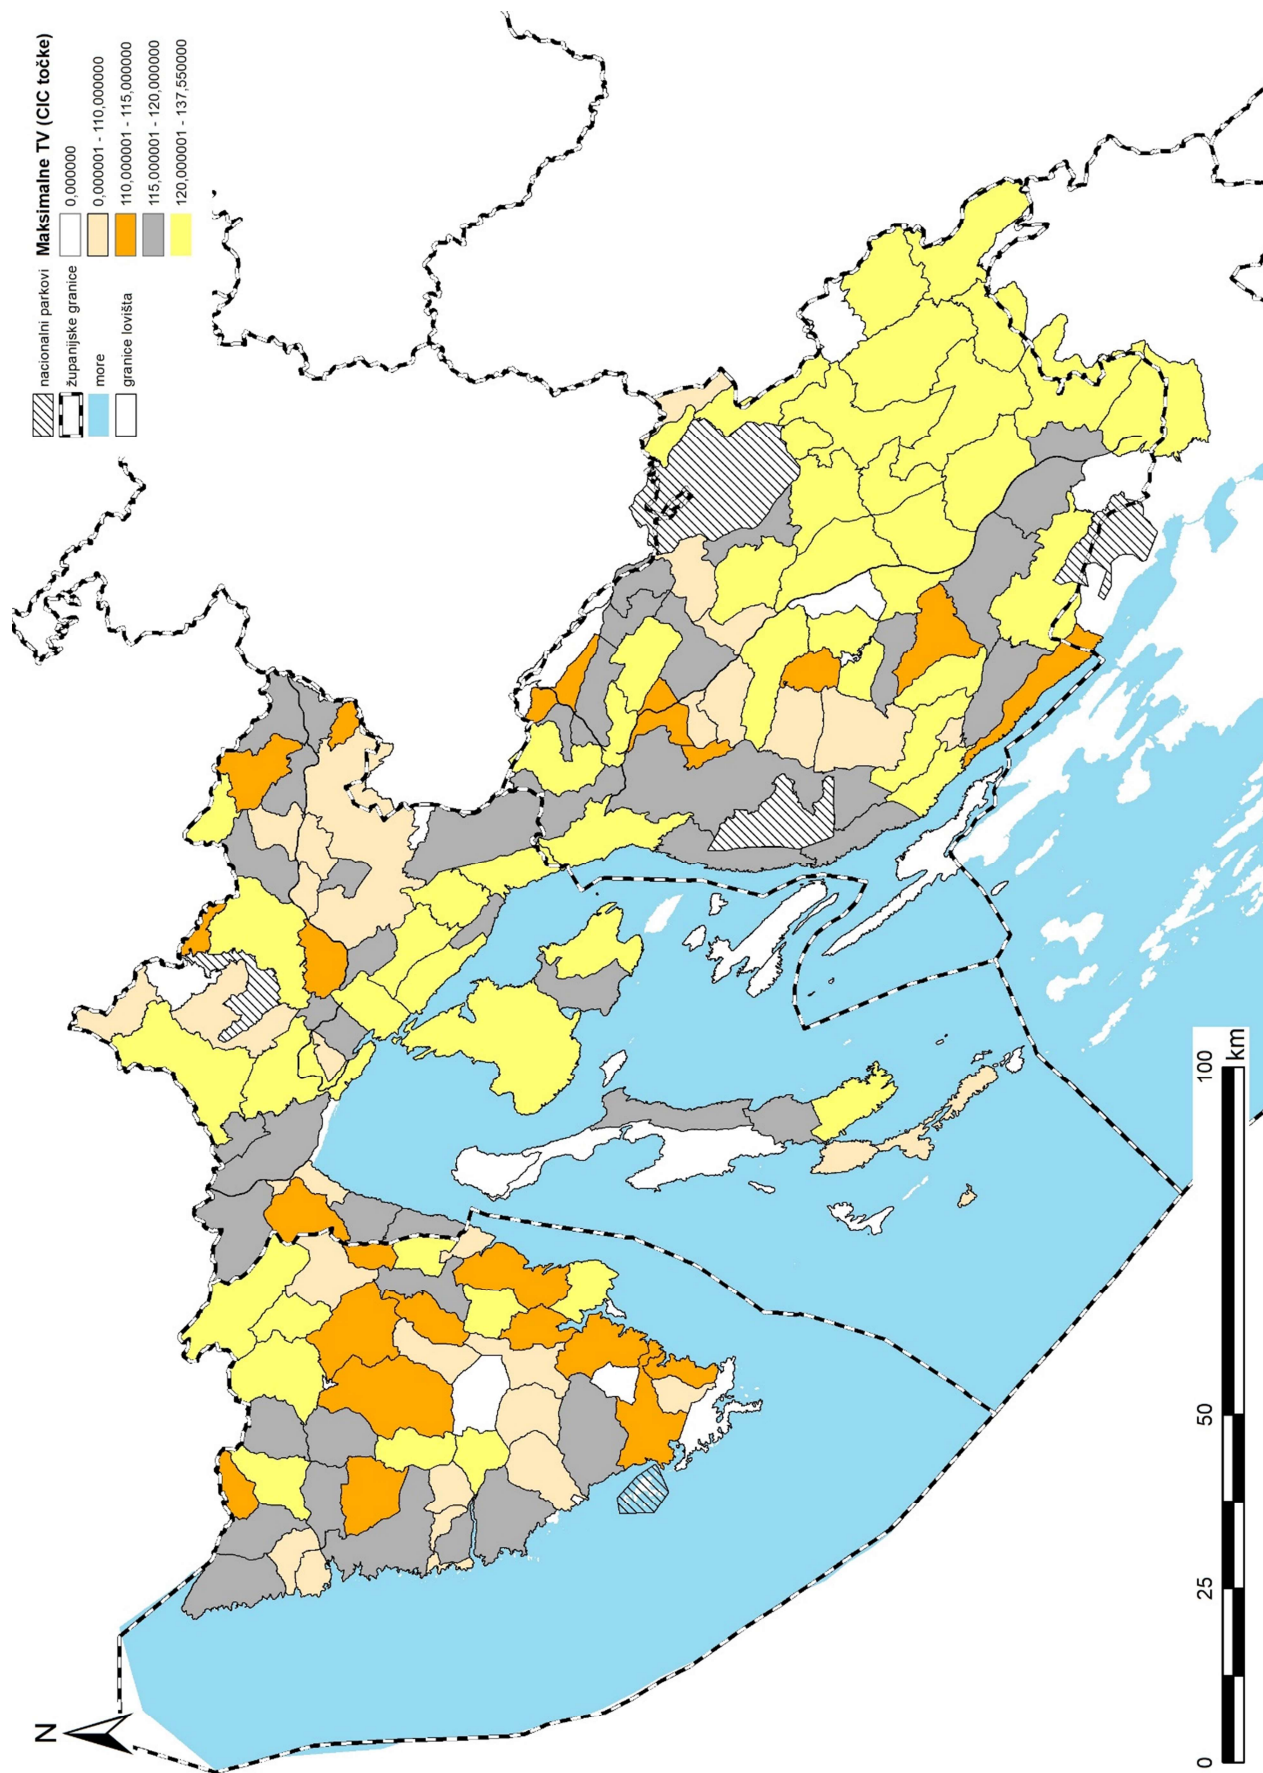 nacionalni parkovi
županijske granice
more
granice lovišta
Maksimalne TV (CIC točke)
0,000000
0,000001 - 110,000000
110,000001 - 115,000000
115,000001 - 120,000000
120,000001 - 137,550000
N
0
25
50
100
km